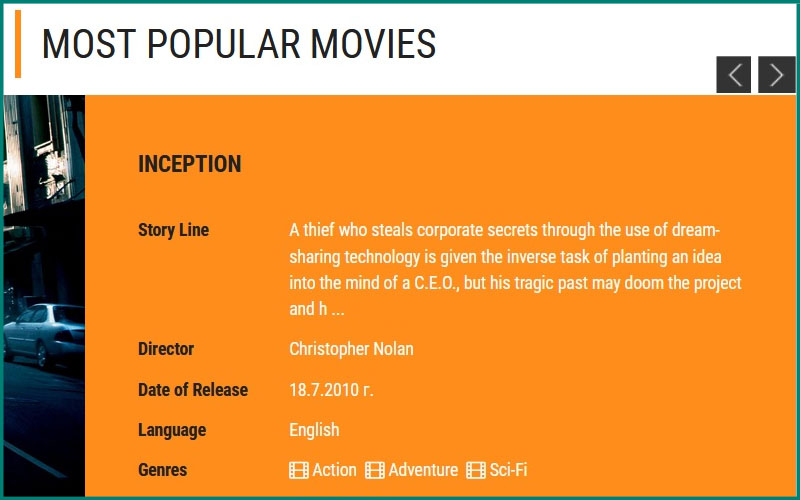 MOST POPULAR MOVIES
INCEPTION
Story Line
A thief who steals corporate secrets through the use of dream-
sharing technology is given the inverse task of planting an idea
into the mind of a C.E.O., but his tragic past may doom the project
and h ...
Director Christopher Nolan
Date of Release 18.7.2010 г.
Language English
Genres Action Adventure Sci-Fi